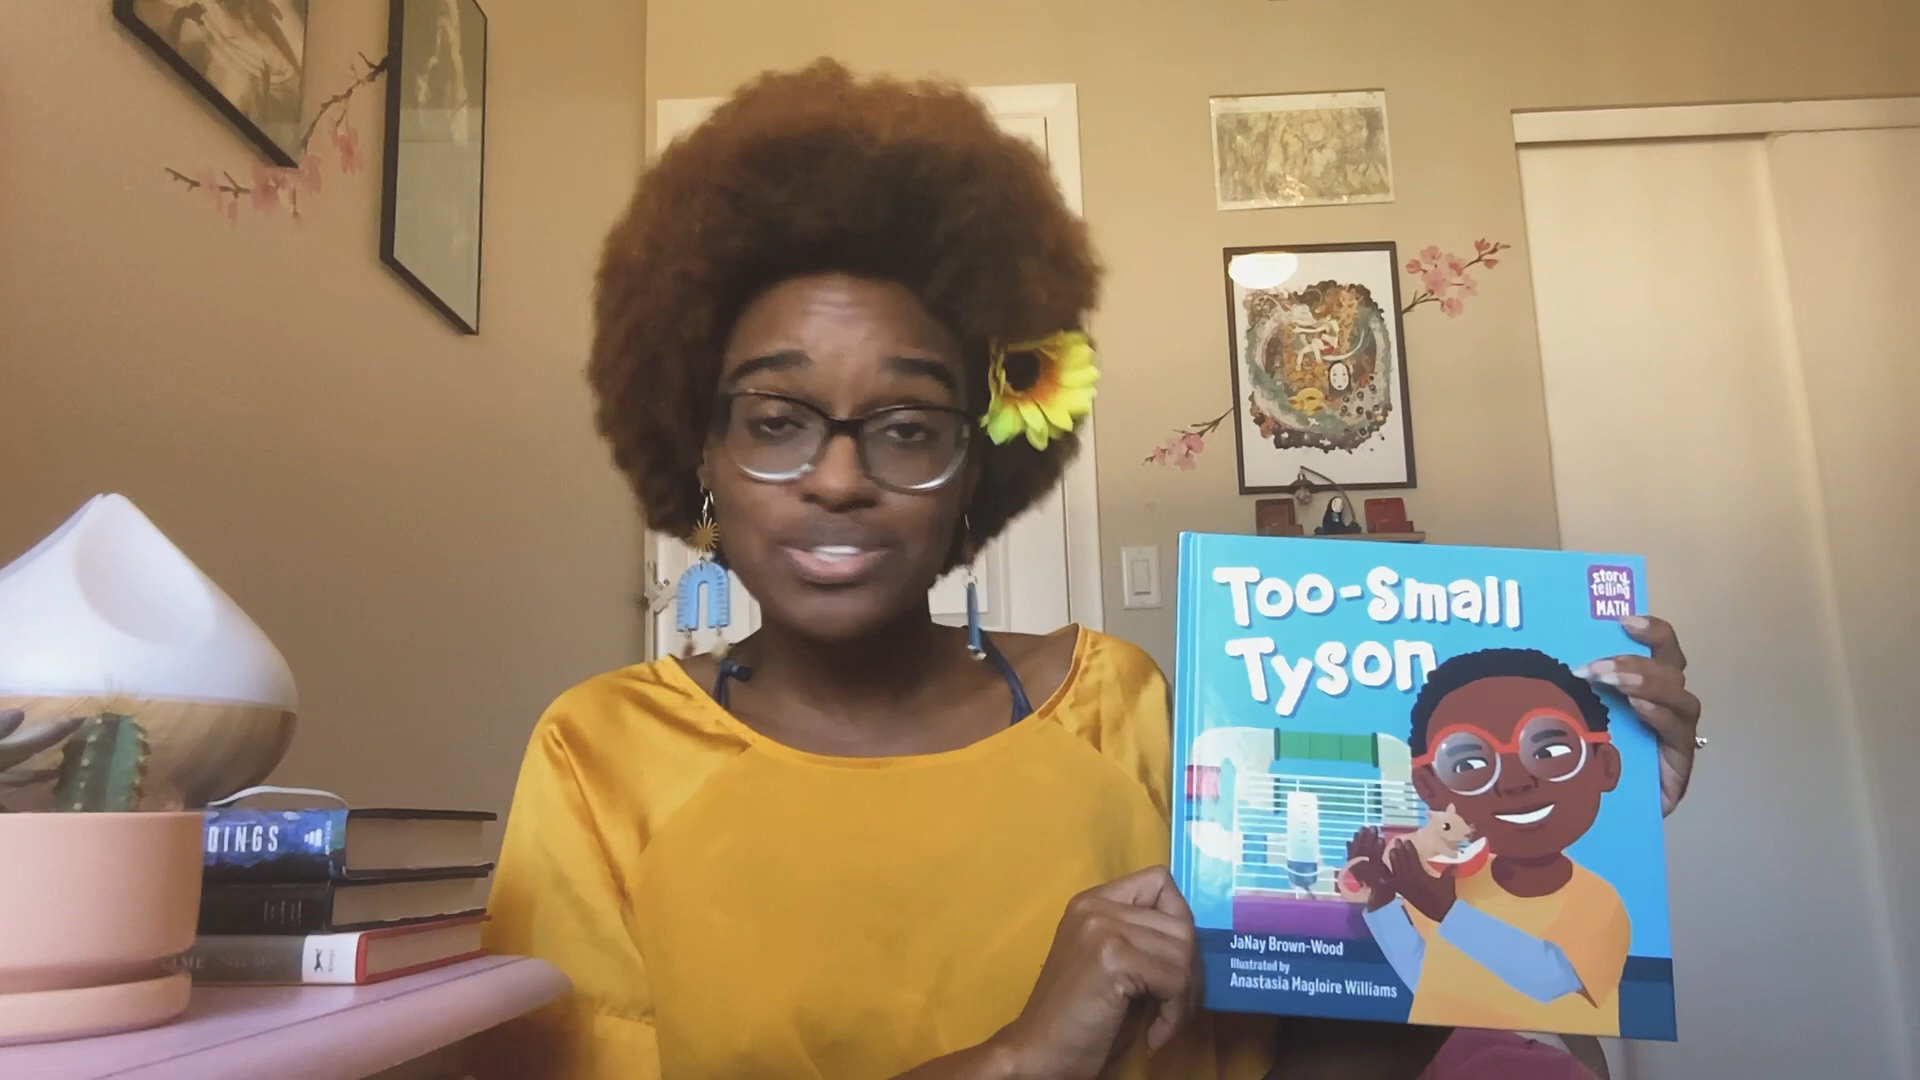 Too-Small
Tyson
story
telling
MATH
JaNay Brown-Wood
Illustrated by
Anastasia Magloire Williams
DINGS